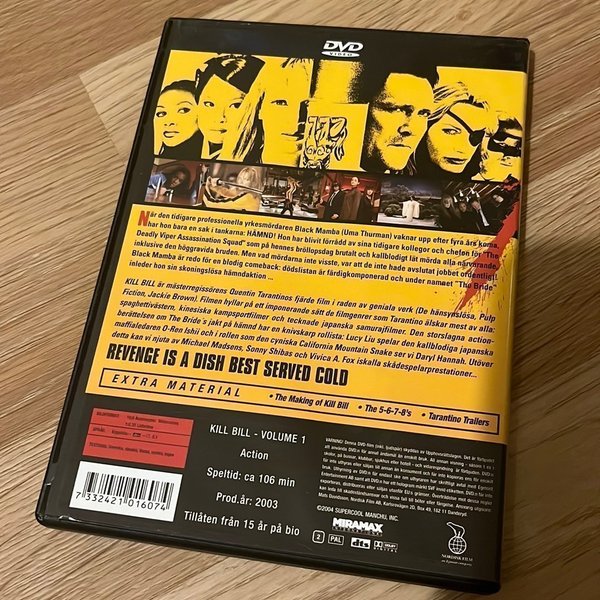 DVD
VIDEO
När den tidigare professionella yrkesmördaren Black Mamba (Uma Thurman) vaknar upp efter fyra års koma,
har hon bara en sak i tankarna: HÄMND! Hon har blivit förrådd av sina tidigare kollegor och chefen för "The
Deadly Viper Assassination Squad" som på hennes bröllopsdag brutalt och kallblodigt lät mörda alla närvarande,
inklusive den höggravida bruden. Men vad mördarna inte visste, var att de inte hade avslutat jobbet ordentligt!
Black Mamba är redo för en blodig comeback: dödslistan är färdigkomponerad och under namnet "The Bride"
inleder hon sin skoningslösa hämndaktion ...
KILL BILL är mästerregissörens Quentin Tarantinos fjärde film i raden av geniala verk (De hänsynslösa, Pulp
Fiction, Jackie Brown). Filmen hyllar på ett imponerande sätt de filmgenrer som Tarantino älskar mest av alla:
spaghettivästern, kinesiska kampsportfilmer och tecknade japanska samurajfilmer. Den storslagna action-
berättelsen om The Bride's jakt på hämnd har en knivskarp rollista: Lucy Liu spelar den kallblodiga japanska
maffialedaren O-Ren Ishii och i rollen som den cyniska California Mountain Snake ser vi Daryl Hannah. Utöver
detta kan vi njuta av Michael Madsens, Sonny Shibas och Vivica A. Fox iskalla skådespelarprestationer...
REVENGE IS A DISH BEST SERVED COLD
EXTRA MATERIAL
• The Making of Kill Bill
• The 5-6-7-8's
• Tarantino Trailers
KILL BILL - VOLUME 1
Action
Speltid: ca 106 min
Prod.år: 2003
Tillåten från 15 år på bio
7 332421 016074
©2004 SUPERCOOL MANCHU, INC.
2
PAL
dts
MIRAMAX
NORDISK FILM